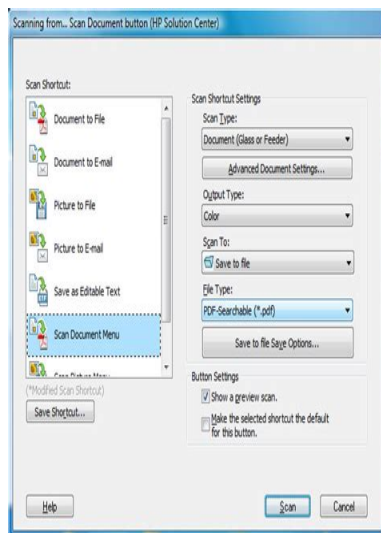 Scanning from... Scan Document button (HP Solution Center)
Scan Shortcut:
Document to File
Document to E-mail
Picture to File
Picture to E-mail
Save as Editable Text
Scan Document Menu
(*Modified Scan Shortcut)
Save Shortcut...
Scan Shortcut Settings
Scan Type:
Document (Glass or Feeder)
Advanced Document Settings...
Output Type:
Color
Scan To:
Save to file
File Type:
PDF-Searchable (*.pdf)
Save to file Save Options...
Button Settings
Show a preview scan.
Make the selected shortcut the default
for this button.
Help
Scan
Cancel